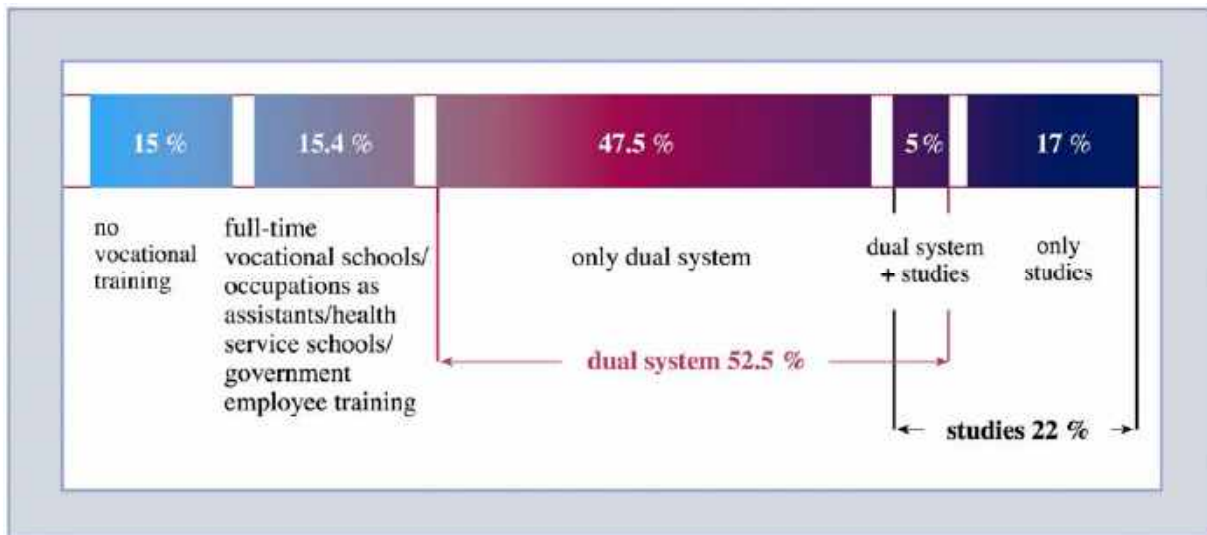 15 %
15.4 %
47.5 %
5 %
17 %
no
vocational
training
full-time
vocational schools/
occupations as
assistants/health
service schools/
government
employee training
only dual system
dual system
+ studies
only
studies
dual system 52.5 %
studies 22 %